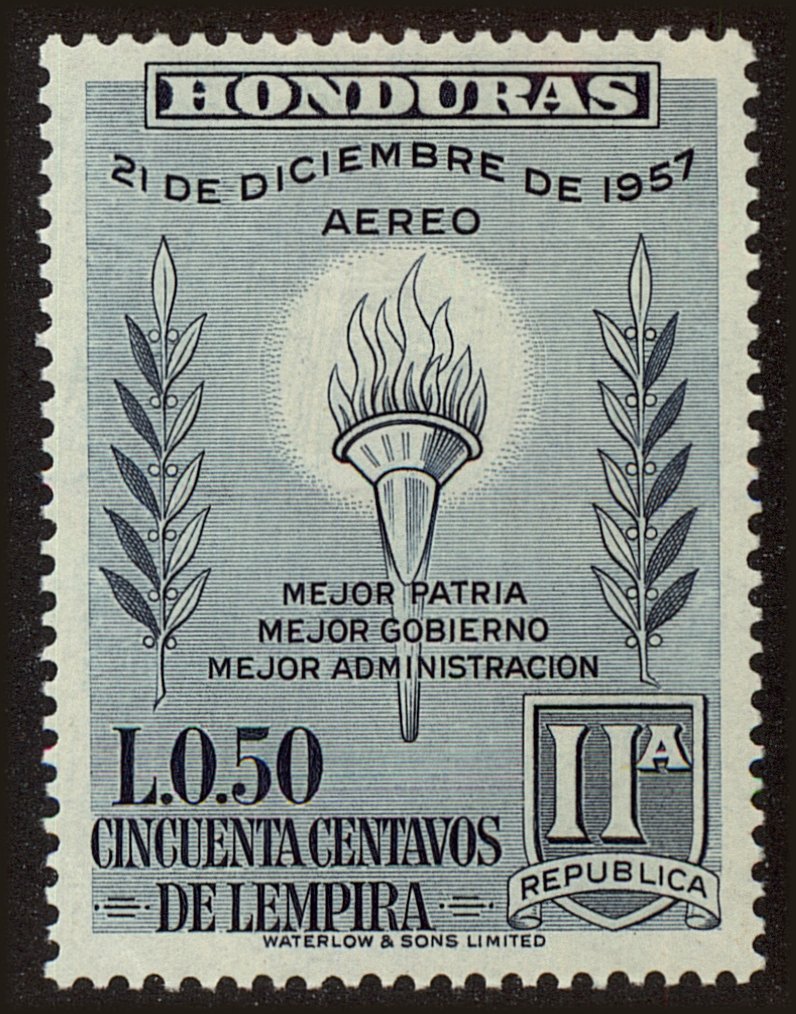 HONDURAS
21 DE DICIEMBRE DE 1957
AEREO
MEJOR PATRIA
MEJOR GOBIERNO
MEJOR ADMINISTRACION
L.0.50
CINCUENTA CENTAVOS
DE LEMPIRA
IIA
REPUBLICA
WATERLOW & SONS LIMITED